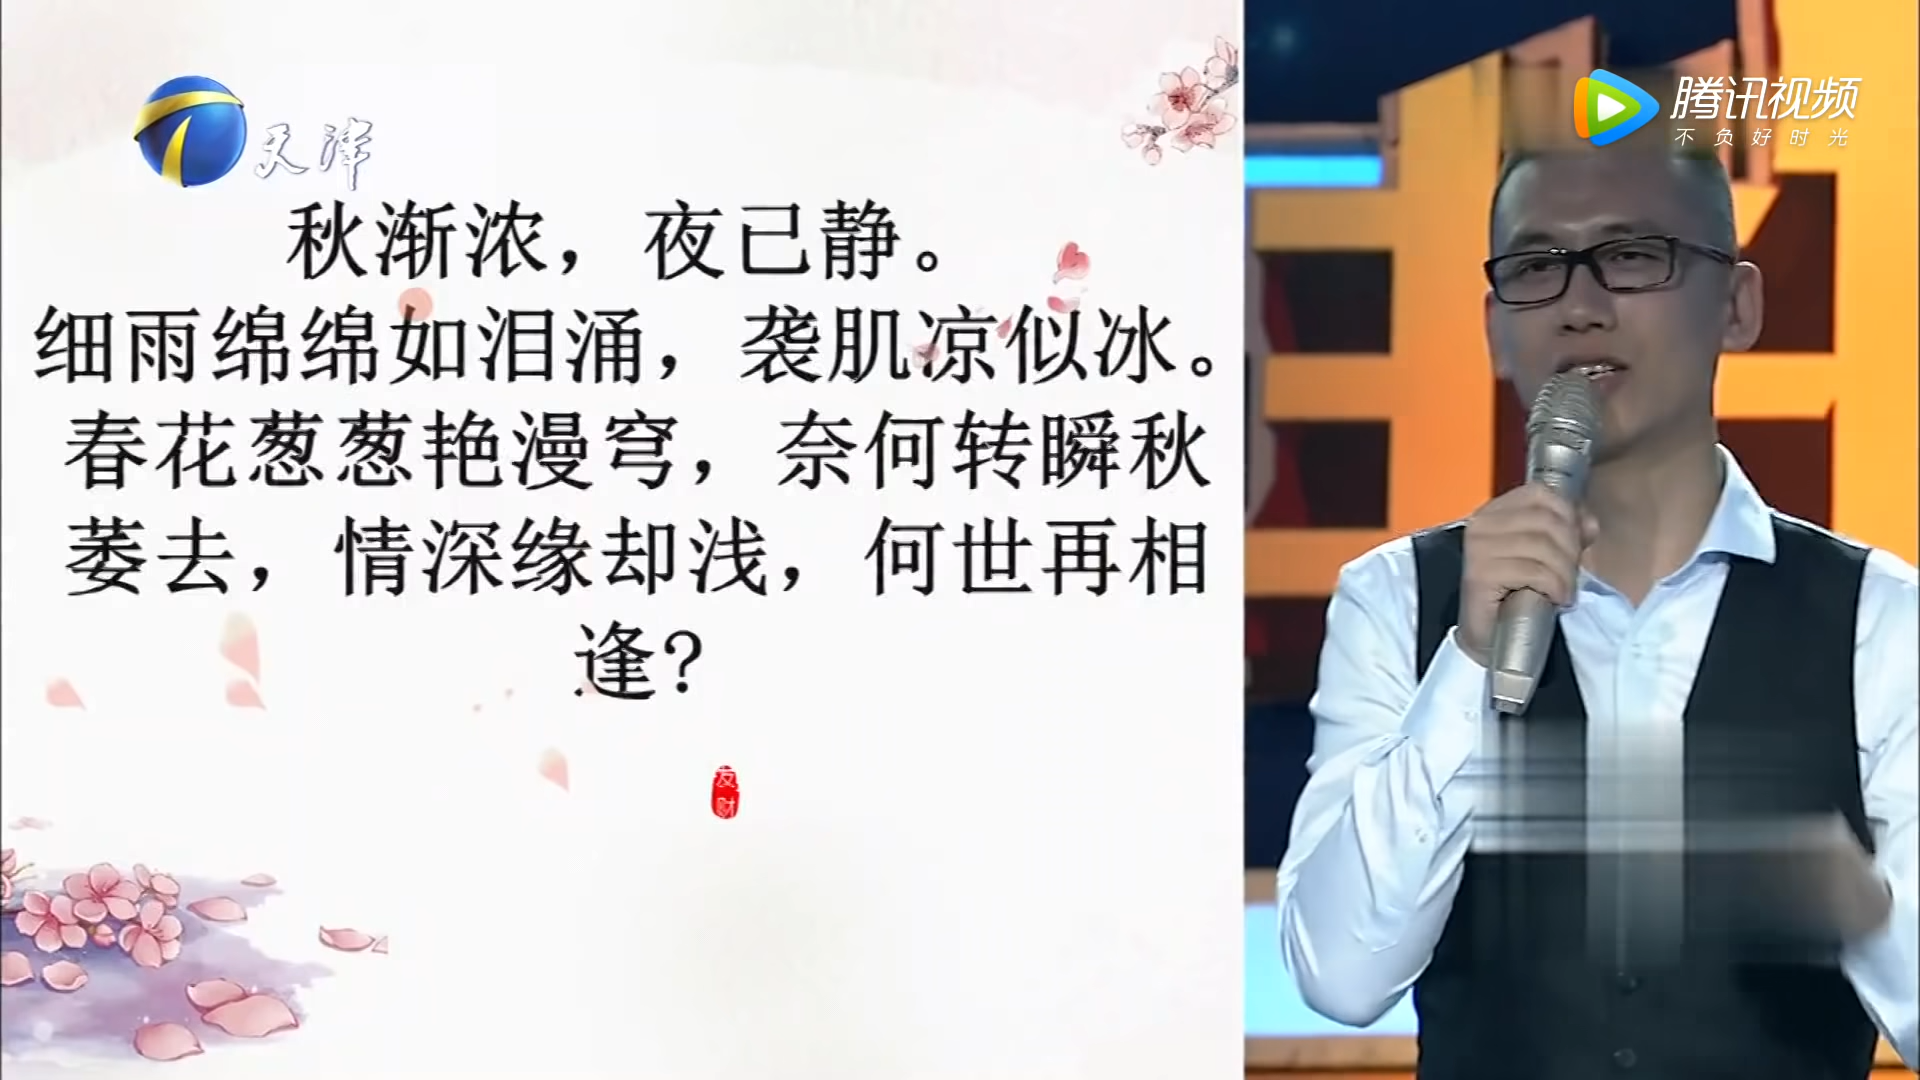 天津
腾讯视频
不负好时光
秋渐浓，夜已静。
细雨绵绵如泪涌，袭肌凉似冰。
春花葱葱艳漫穹，奈何转瞬秋
萎去，情深缘却浅，何世再相
逢?
友财